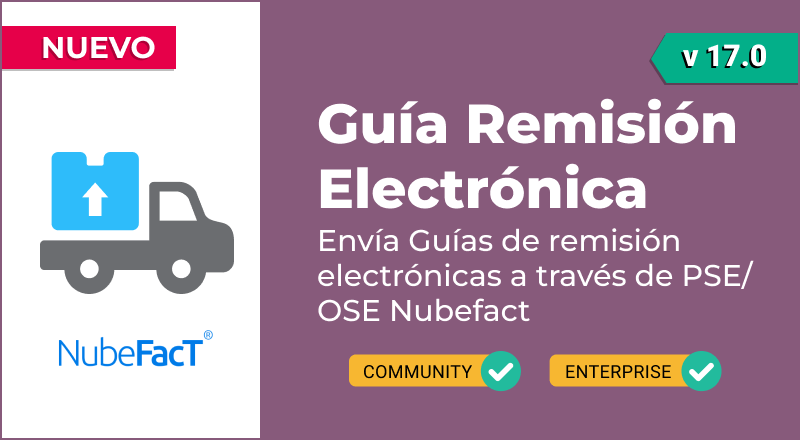 NUEVO
v 17.0
Guía Remisión
Electrónica
Envía Guías de remisión
electrónicas a través de PSE/
OSE Nubefact
NubeFacT®
COMMUNITY
ENTERPRISE